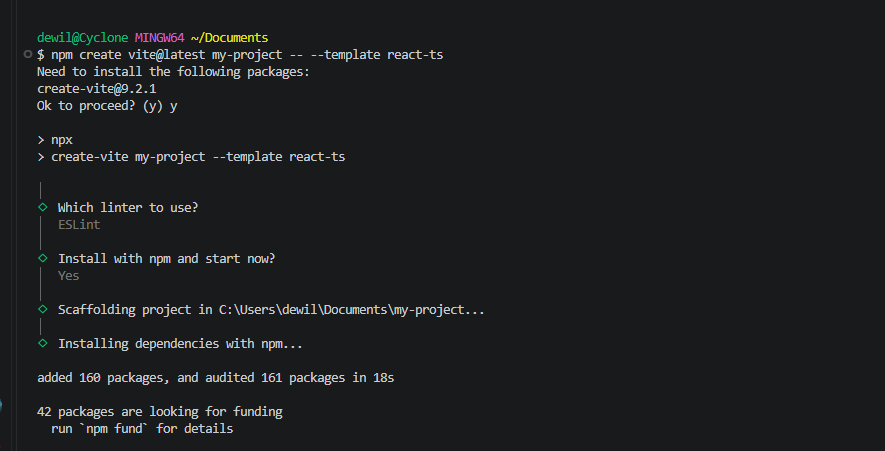 dewil@Cyclone MINGW64 ~/Documents
$ npm create vite@latest my-project -- --template react-ts
Need to install the following packages:
create-vite@9.2.1
Ok to proceed? (y) y
> npx
> create-vite my-project --template react-ts
Which linter to use?
ESLint
Install with npm and start now?
Yes
Scaffolding project in C:\Users\dewil\Documents\my-project...
Installing dependencies with npm...
added 160 packages, and audited 161 packages in 18s
42 packages are looking for funding
run `npm fund` for details